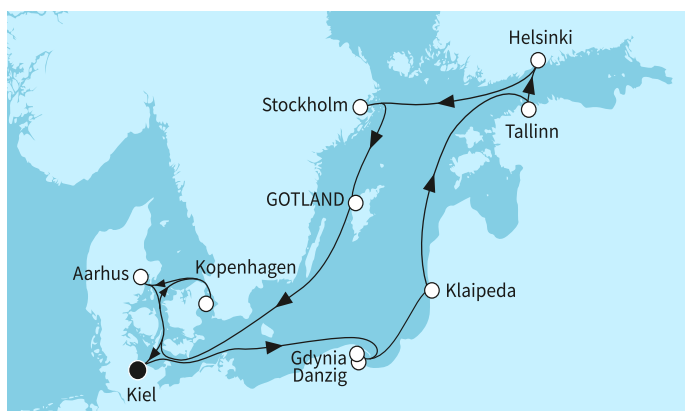 Helsinki
Stockholm
Tallinn
GOTLAND
Kopenhagen
Aarhus
Klaipeda
Gdynia
Danzig
Kiel